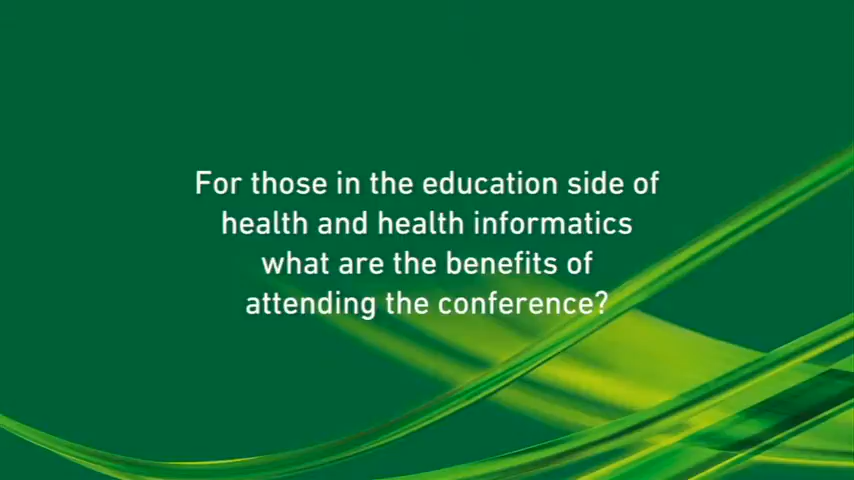 For those in the education side of
health and health informatics
what are the benefits of
attending the conference?